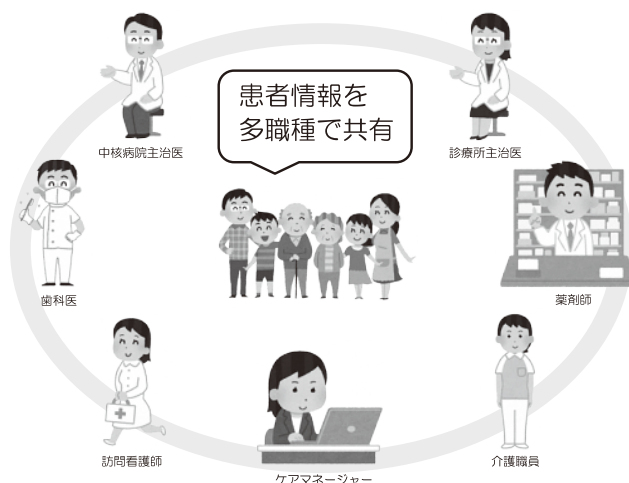 患者情報を
多職種で共有
中核病院主治医
診療所主治医
歯科医
薬剤師
訪問看護師
介護職員
ケアマネージャー